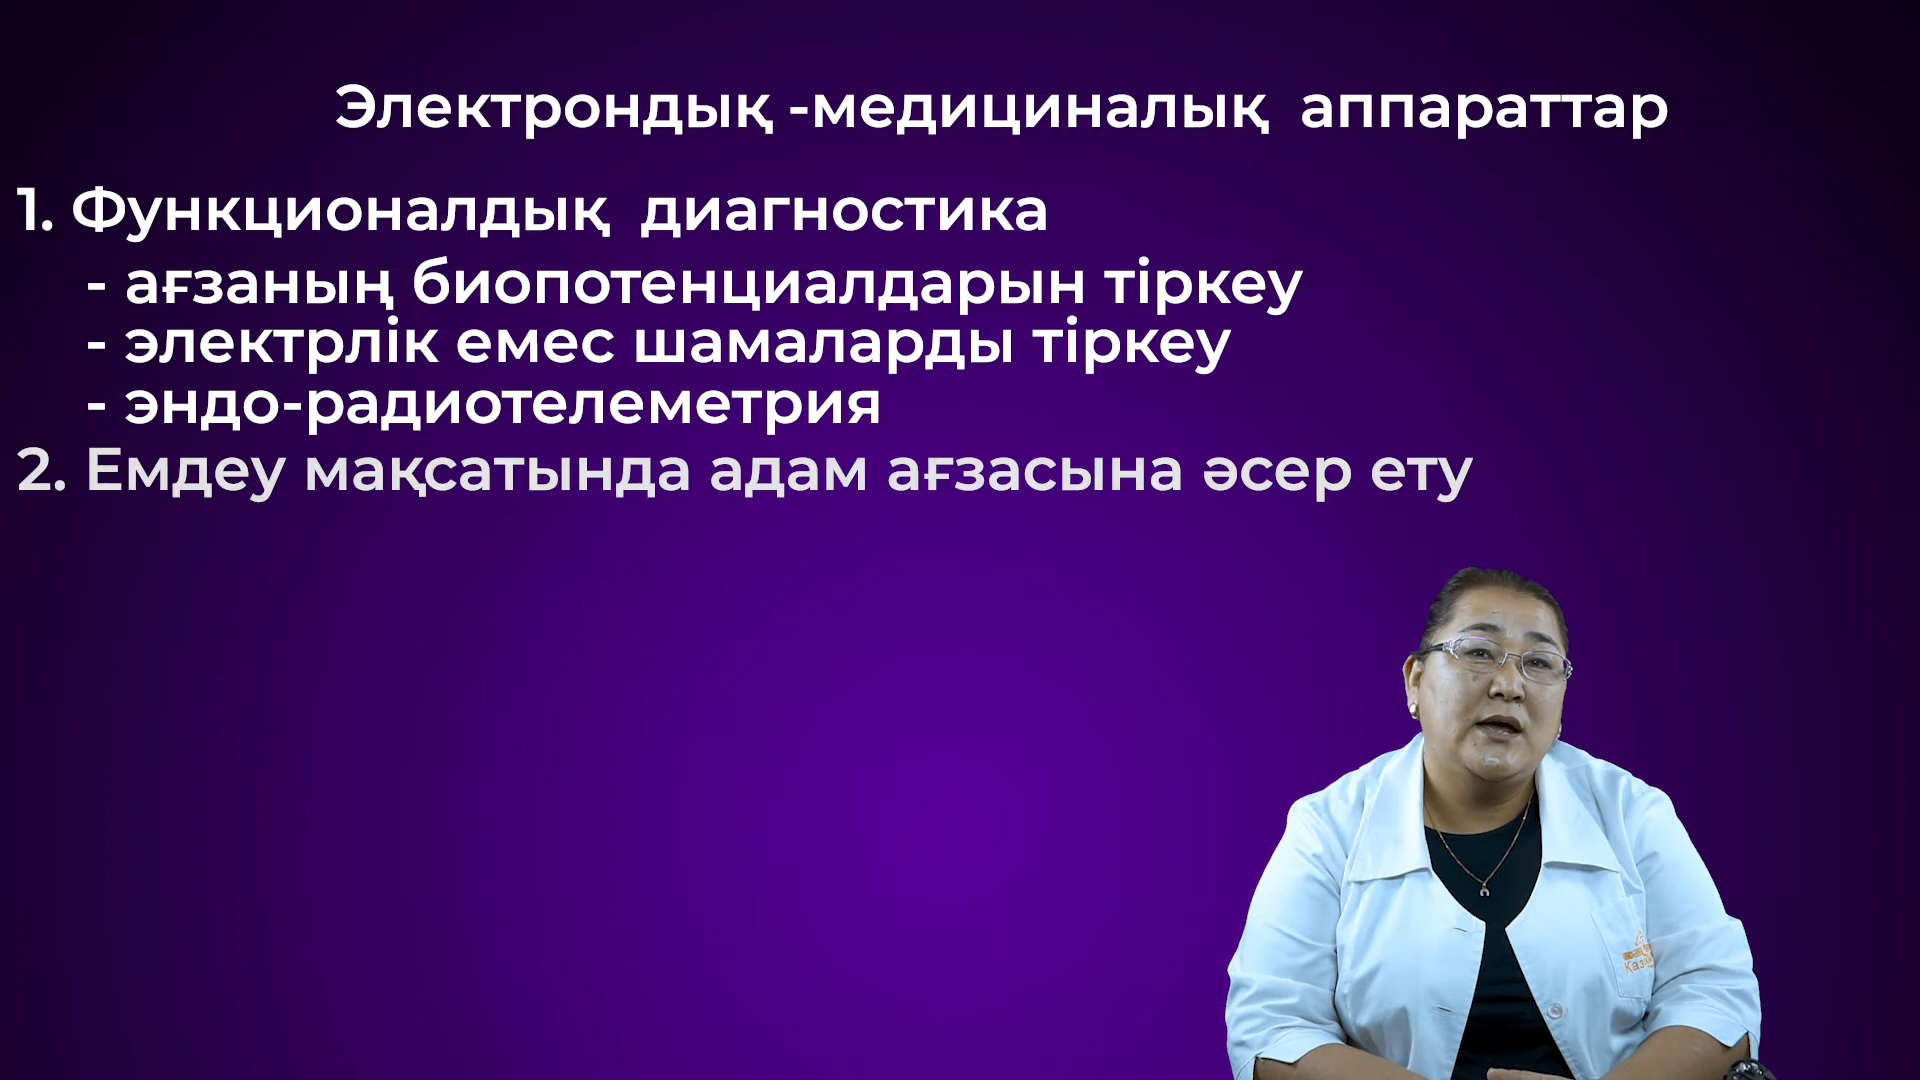 Электрондық -медициналық аппараттар
1. Функционалдық диагностика
- ағзаның биопотенциалдарын тіркеу
- электрлік емес шамаларды тіркеу
- эндо-радиотелеметрия
2. Емдеу мақсатында адам ағзасына әсер ету